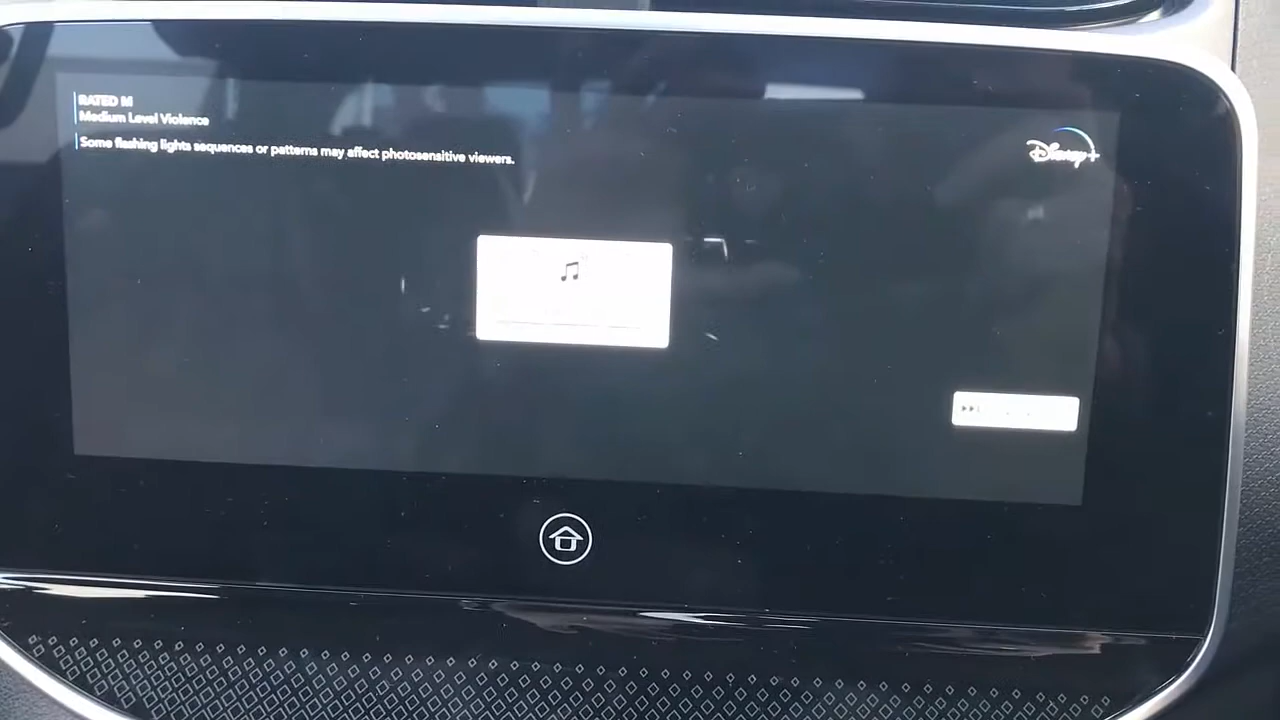 RATED M
Medium Level Violence
Some flashing lights sequences or patterns may affect photosensitive viewers.
Disney+